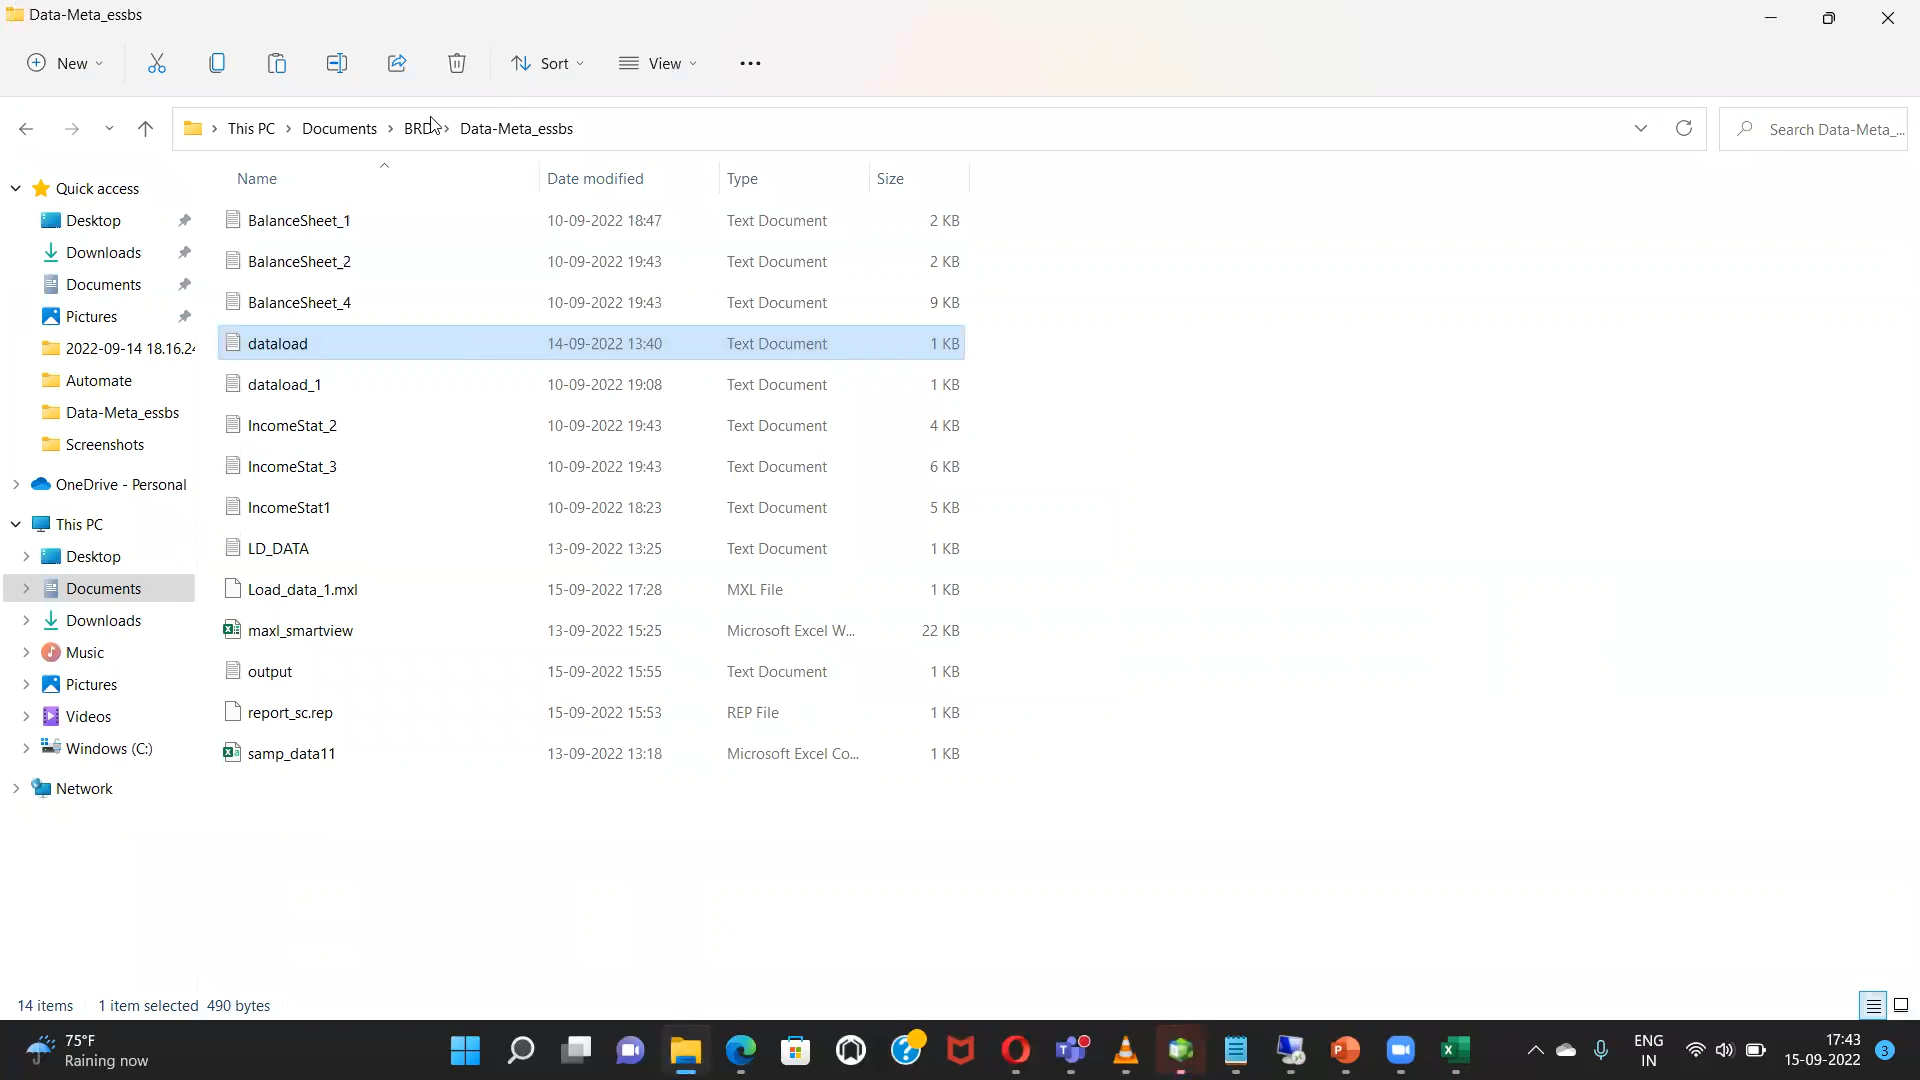 Data-Meta_essbs
New
Sort
View
This PC > Documents > BRD > Data-Meta_essbs
Search Data-Meta_...
Name Date modified Type Size
Quick access
Desktop
Downloads
Documents
Pictures
2022-09-14 18.16.24
Automate
Data-Meta_essbs
Screenshots
OneDrive - Personal
This PC
Desktop
Documents
Downloads
Music
Pictures
Videos
Windows (C:)
Network
BalanceSheet_1 10-09-2022 18:47 Text Document 2 KB
BalanceSheet_2 10-09-2022 19:43 Text Document 2 KB
BalanceSheet_4 10-09-2022 19:43 Text Document 9 KB
dataload 14-09-2022 13:40 Text Document 1 KB
dataload_1 10-09-2022 19:08 Text Document 1 KB
IncomeStat_2 10-09-2022 19:43 Text Document 4 KB
IncomeStat_3 10-09-2022 19:43 Text Document 6 KB
IncomeStat1 10-09-2022 18:23 Text Document 5 KB
LD_DATA 13-09-2022 13:25 Text Document 1 KB
Load_data_1.mxl 15-09-2022 17:28 MXL File 1 KB
maxl_smartview 13-09-2022 15:25 Microsoft Excel W... 22 KB
output 15-09-2022 15:55 Text Document 1 KB
report_sc.rep 15-09-2022 15:53 REP File 1 KB
samp_data11 13-09-2022 13:18 Microsoft Excel Co... 1 KB
14 items 1 item selected 490 bytes
75°F
Raining now
ENG
IN
17:43
15-09-2022
3